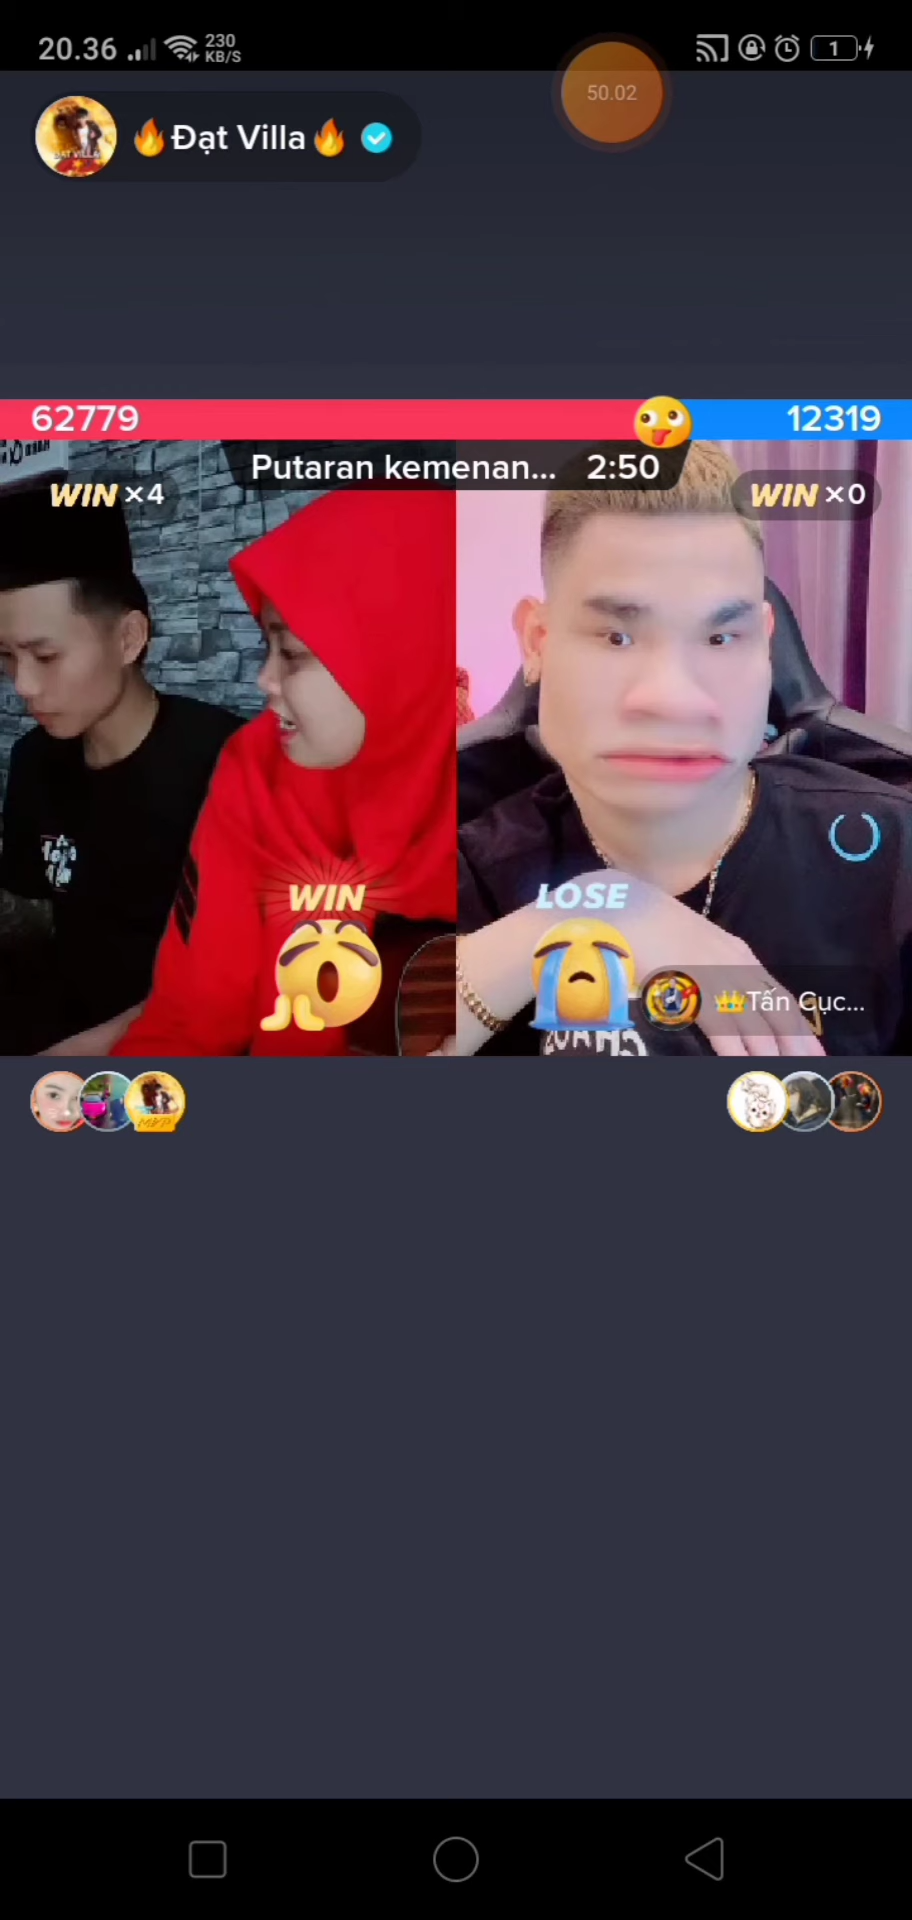 20.36
230
KB/S
1
50.02
🔥Đạt Villa🔥
62779
12319
Putaran kemenan... 2:50
WIN ×4
WIN ×0
WIN
LOSE
👑Tấn Cục...
MVP